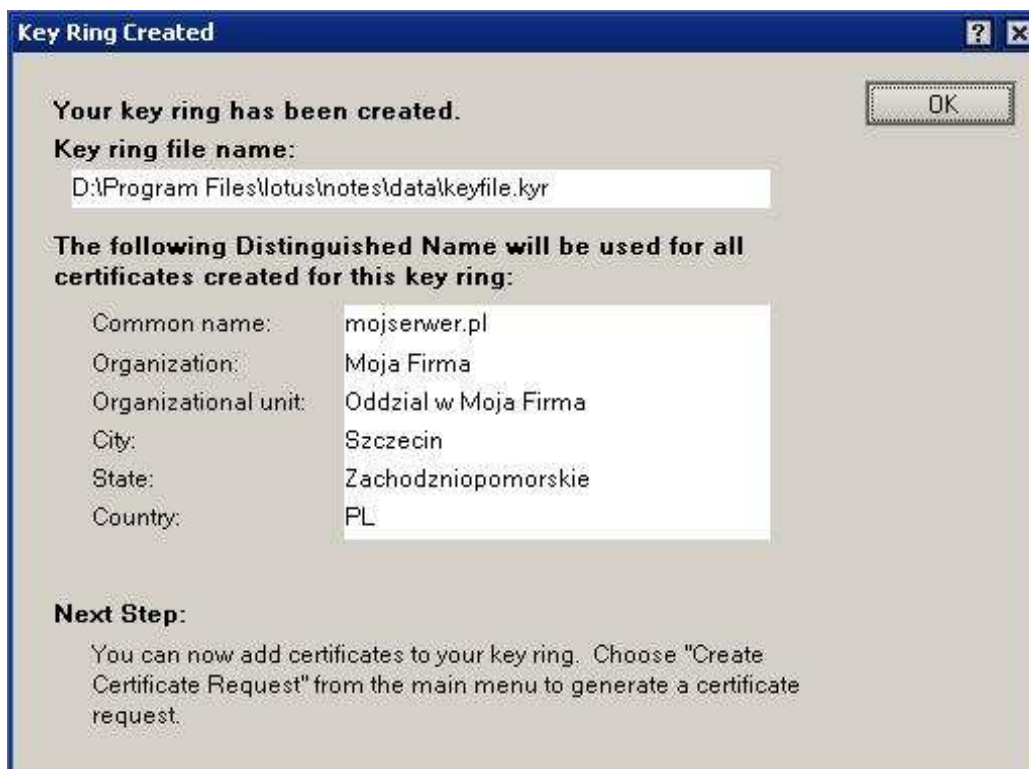 Key Ring Created
Your key ring has been created.
OK
Key ring file name:
D:\Program Files\lotus\notes\data\keyfile.kyr
The following Distinguished Name will be used for all
certificates created for this key ring:
Common name: mojserwer.pl
Organization: Moja Firma
Organizational unit: Oddzial w Moja Firma
City: Szczecin
State: Zachodzniopomorskie
Country: PL
Next Step:
You can now add certificates to your key ring. Choose "Create
Certificate Request" from the main menu to generate a certificate
request.